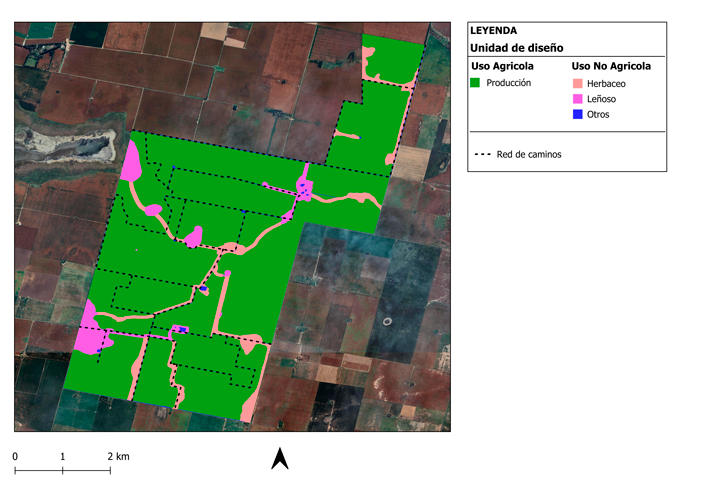 LEYENDA
Unidad de diseño
Uso Agricola Uso No Agricola
Producción Herbaceo
Leñoso
Otros
Red de caminos
0 1 2 km